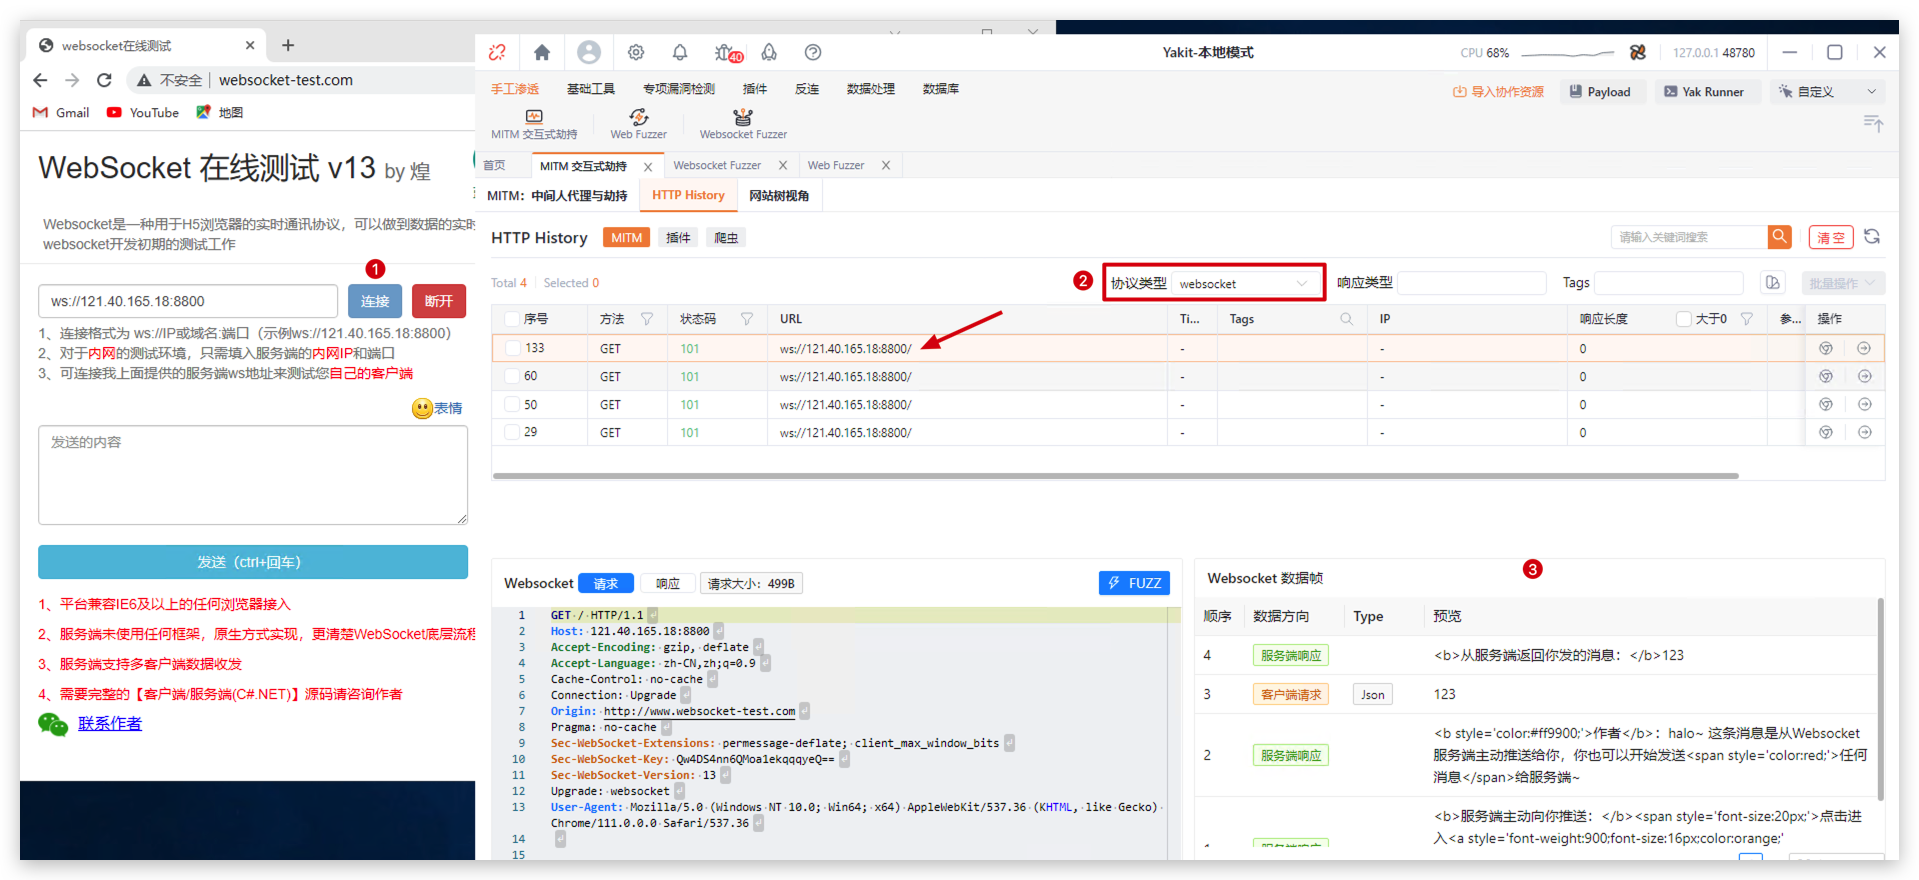 websocket在线测试
不安全 websocket-test.com
Gmail YouTube 地图
WebSocket 在线测试 v13 by 煌
Websocket是一种用于H5浏览器的实时通讯协议，可以做到数据的实时
websocket开发初期的测试工作
1
ws://121.40.165.18:8800 连接 断开
1、连接格式为 ws://IP或域名:端口（示例ws://121.40.165.18:8800）
2、对于内网的测试环境，只需填入服务端的内网IP和端口
3、可连接我上面提供的服务端ws地址来测试您自己的客户端
表情
发送的内容
发送（ctrl+回车）
1、平台兼容IE6及以上的任何浏览器接入
2、服务端未使用任何框架，原生方式实现，更清楚WebSocket底层流程
3、服务端支持多客户端数据收发
4、需要完整的【客户端/服务端(C#.NET)】源码请咨询作者
联系作者
40 Yakit-本地模式 CPU 68% 127.0.0.1 48780
手工渗透 基础工具 专项漏洞检测 插件 反连 数据处理 数据库 导入协作资源 Payload Yak Runner 自定义
MITM 交互式劫持 Web Fuzzer Websocket Fuzzer
首页 MITM 交互式劫持 Websocket Fuzzer Web Fuzzer
MITM：中间人代理与劫持 HTTP History 网站树视角
HTTP History MITM 插件 爬虫 请输入关键词搜索 清 空
Total 4 Selected 0 2 协议类型 websocket 响应类型 Tags 批量操作
序号 方法 状态码 URL Ti... Tags IP 响应长度 大于0 参... 操作
133 GET 101 ws://121.40.165.18:8800/ - - 0
60 GET 101 ws://121.40.165.18:8800/ - - 0
50 GET 101 ws://121.40.165.18:8800/ - - 0
29 GET 101 ws://121.40.165.18:8800/ - - 0
Websocket 请求 响应 请求大小：499B FUZZ
1 GET / HTTP/1.1
2 Host: 121.40.165.18:8800
3 Accept-Encoding: gzip, deflate
4 Accept-Language: zh-CN,zh;q=0.9
5 Cache-Control: no-cache
6 Connection: Upgrade
7 Origin: http://www.websocket-test.com
8 Pragma: no-cache
9 Sec-WebSocket-Extensions: permessage-deflate; client_max_window_bits
10 Sec-WebSocket-Key: Qw4DS4nn6QMoa1ekqqqyeQ==
11 Sec-WebSocket-Version: 13
12 Upgrade: websocket
13 User-Agent: Mozilla/5.0 (Windows NT 10.0; Win64; x64) AppleWebKit/537.36 (KHTML, like Gecko)
Chrome/111.0.0.0 Safari/537.36
14
15
Websocket 数据帧 3
顺序 数据方向 Type 预览
4 服务端响应 <b>从服务端返回你发的消息：</b>123
3 客户端请求 Json 123
2 服务端响应 <b style='color:#ff9900;'>作者</b>：halo~ 这条消息是从Websocket
服务端主动推送给你，你也可以开始发送<span style='color:red;'>任何
消息</span>给服务端~
<b>服务端主动向你推送：</b><span style='font-size:20px;'>点击进
入<a style='font-weight:900;font-size:16px;color:orange;'